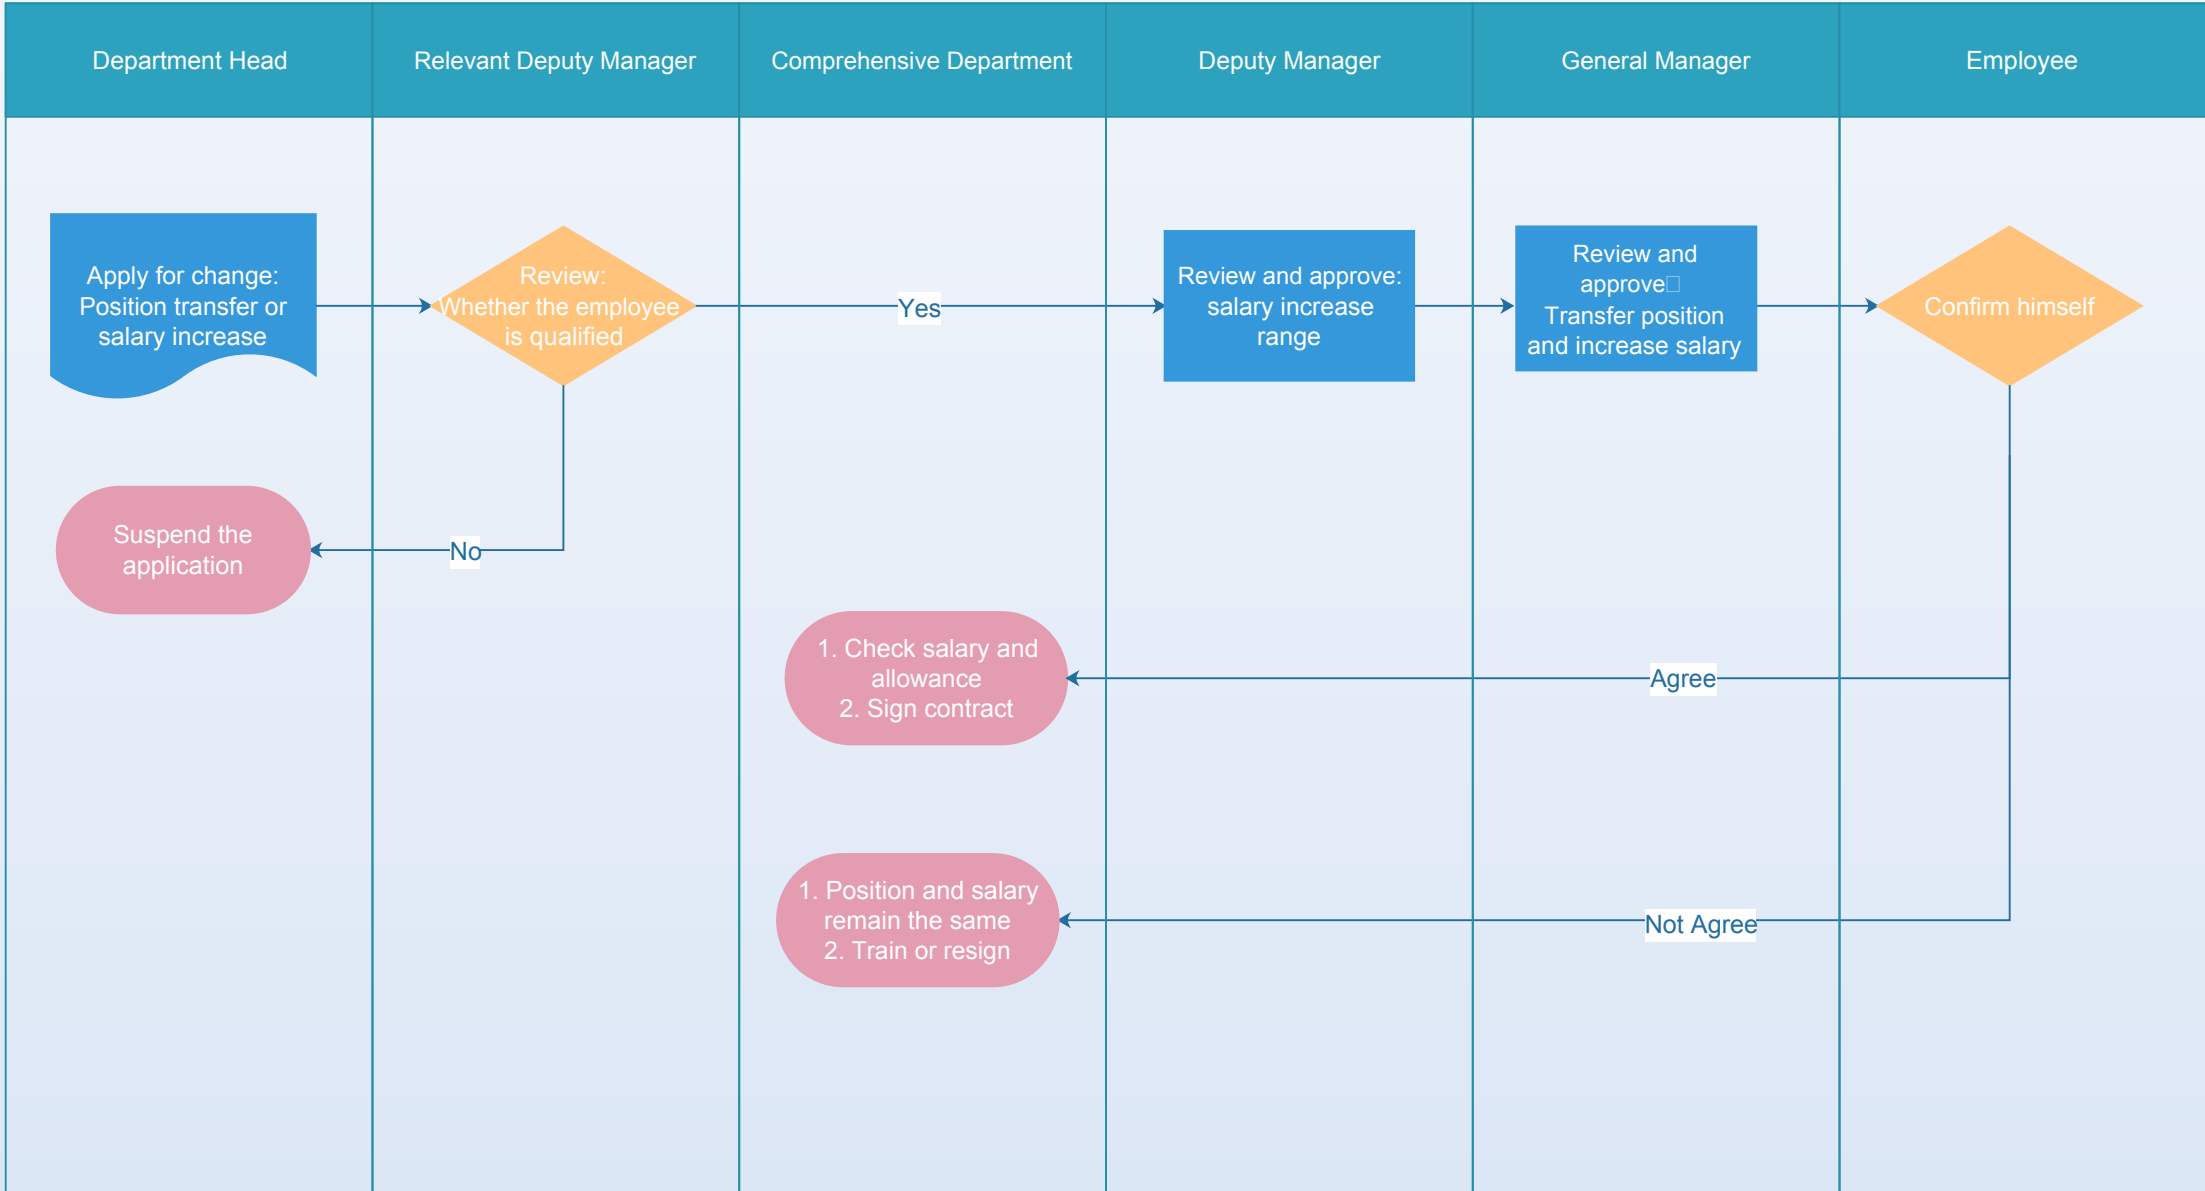 Department Head
Relevant Deputy Manager
Comprehensive Department
Deputy Manager
General Manager
Employee
Apply for change:
Position transfer or
salary increase
Review:
Whether the employee
is qualified
Yes
Review and approve:
salary increase
range
Review and
approve□
Transfer position
and increase salary
Confirm himself
Suspend the
application
No
1. Check salary and
allowance
2. Sign contract
Agree
1. Position and salary
remain the same
2. Train or resign
Not Agree